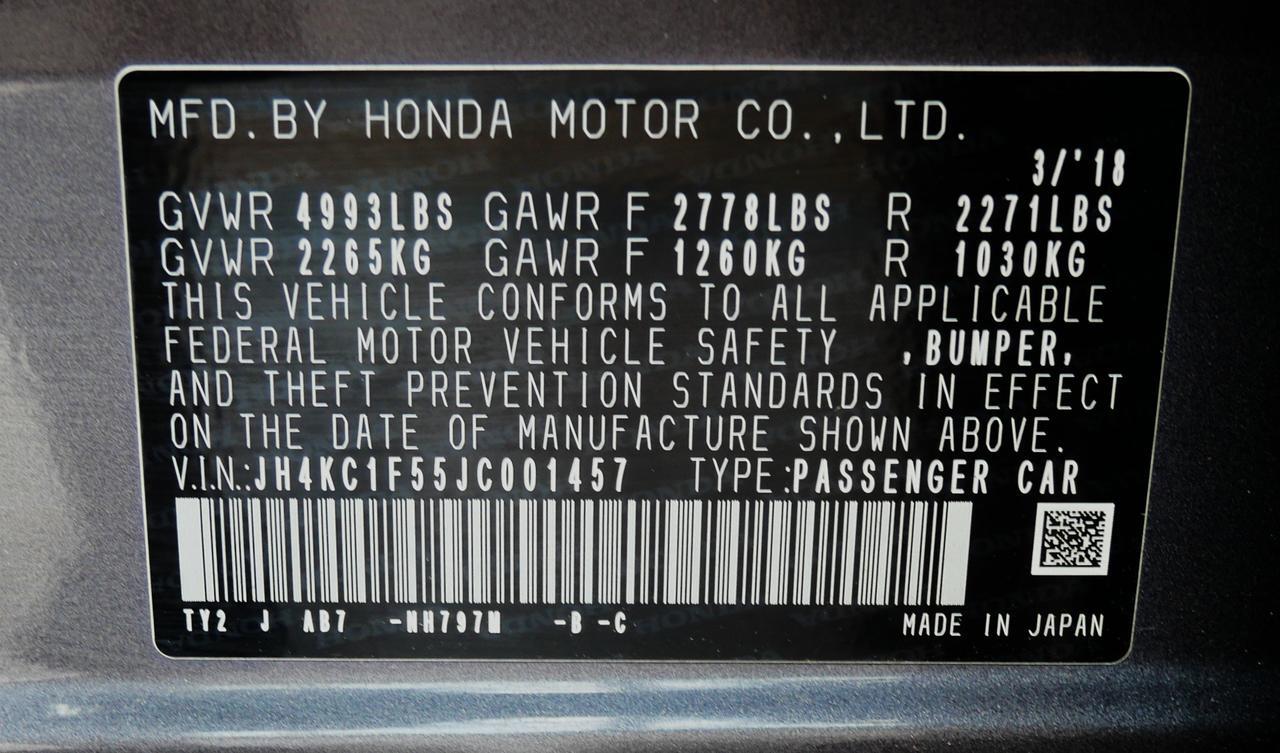 MFD.BY HONDA MOTOR CO.,LTD.
3/'18
GVWR 4993LBS GAWR F 2778LBS R 2271LBS
GVWR 2265KG GAWR F 1260KG R 1030KG
THIS VEHICLE CONFORMS TO ALL APPLICABLE
FEDERAL MOTOR VEHICLE SAFETY ,BUMPER,
AND THEFT PREVENTION STANDARDS IN EFFECT
ON THE DATE OF MANUFACTURE SHOWN ABOVE.
V.I.N.:JH4KC1F55JC001457 TYPE:PASSENGER CAR
TY2 J AB7 -NH797M -B -C MADE IN JAPAN